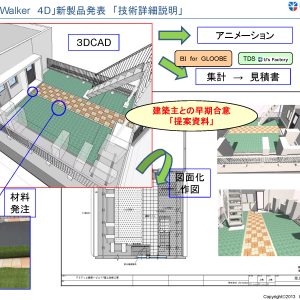 Walker 4D」新製品発表 「技術詳細説明」
3DCAD
アニメーション
BI for GLOOBE
TDS
It's Factory
集計 → 見積書
建築主との早期合意
「提案資料」
図面化
作図
材料
発注
Copyright©2013